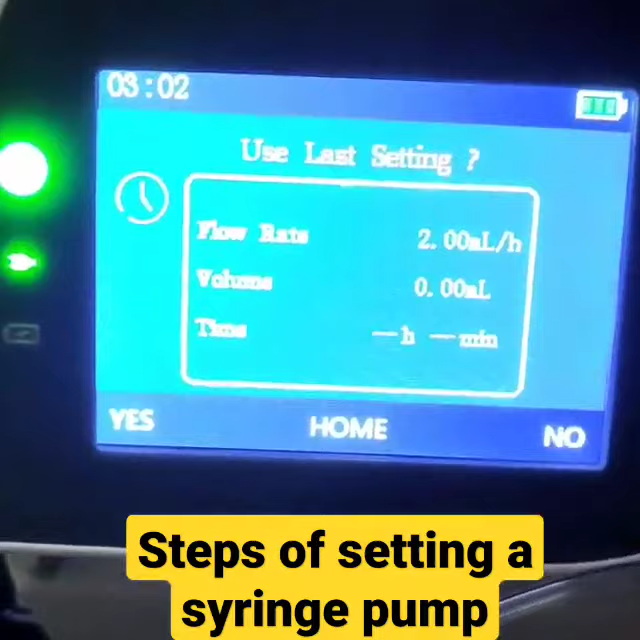 03:02
Use Last Setting ?
Flow Rate 2.00mL/h
Volume 0.00mL
Time --h --min
YES HOME NO
Steps of setting a
syringe pump